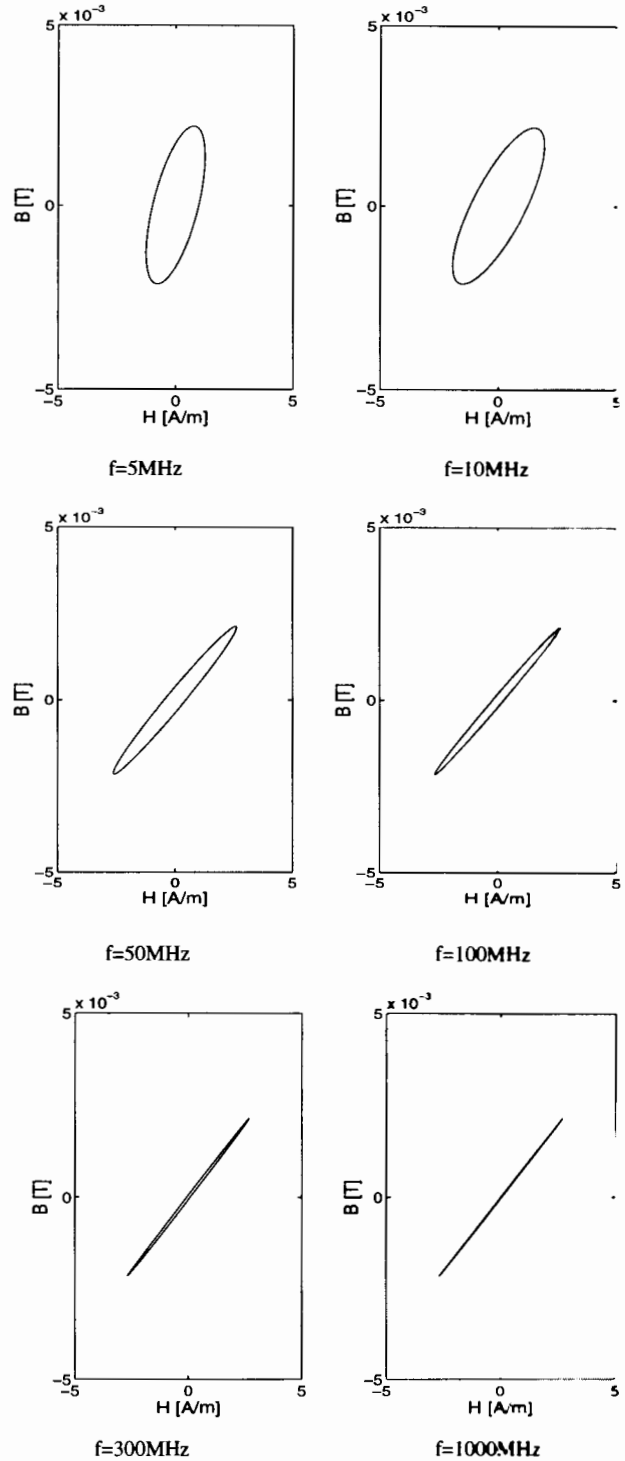 x 10⁻³ x 10⁻³
5 5
B [T] B [T]
0 0
-5 -5
-5 0 5 -5 0 5
H [A/m] H [A/m]
f=5MHz f=10MHz
x 10⁻³ x 10⁻³
5 5
B [T] B [T]
0 0
-5 -5
-5 0 5 -5 0 5
H [A/m] H [A/m]
f=50MHz f=100MHz
x 10⁻³ x 10⁻³
5 5
B [T] B [T]
0 0
-5 -5
-5 0 5 -5 0 5
H [A/m] H [A/m]
f=300MHz f=1000MHz